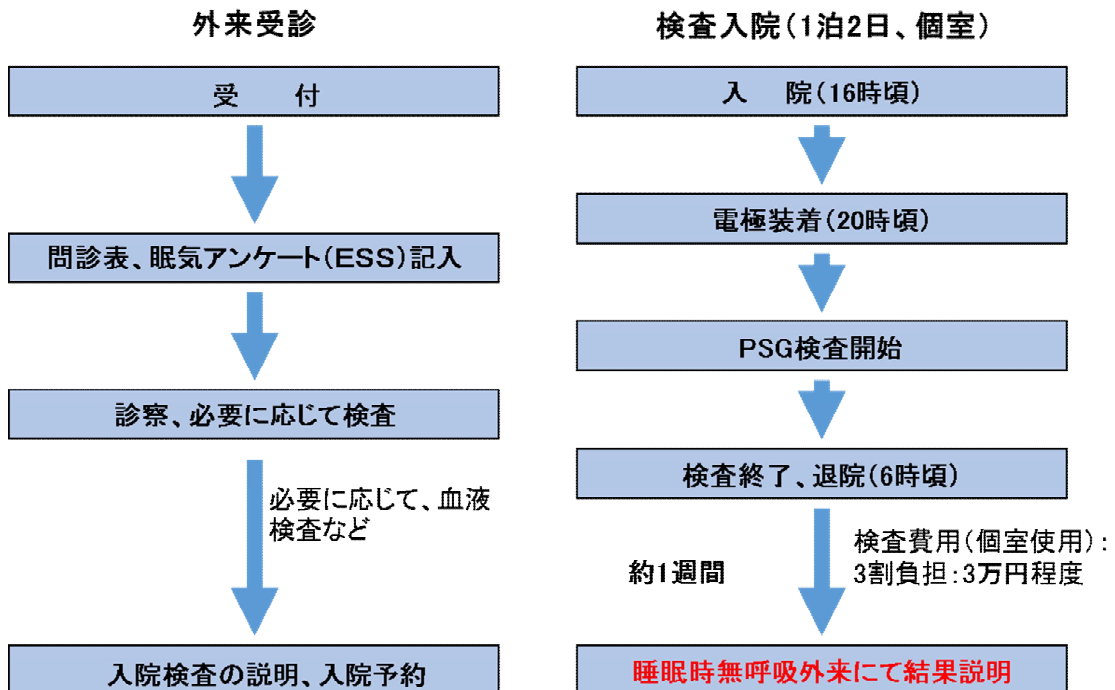 外来受診
受　　付
問診表、眠気アンケート(ESS)記入
診察、必要に応じて検査
必要に応じて、血液
検査など
入院検査の説明、入院予約
検査入院(1泊2日、個室)
入　院(16時頃)
電極装着(20時頃)
PSG検査開始
検査終了、退院(6時頃)
約1週間
検査費用(個室使用):
3割負担:3万円程度
睡眠時無呼吸外来にて結果説明